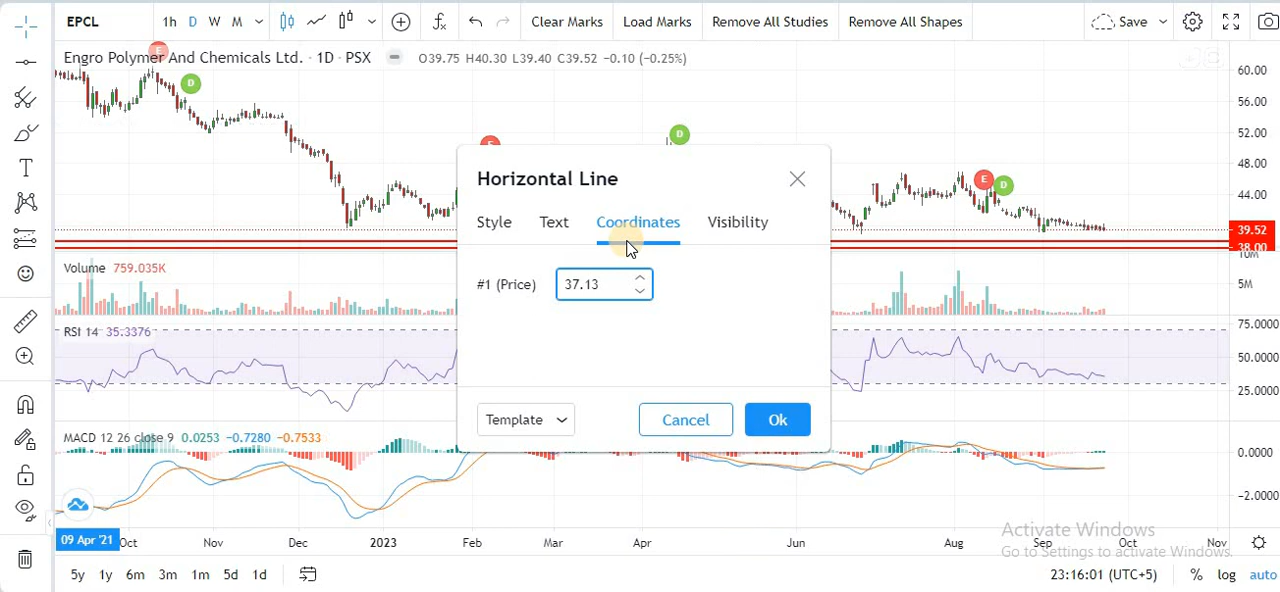 EPCL 1h D W M Clear Marks Load Marks Remove All Studies Remove All Shapes Save
Engro Polymer And Chemicals Ltd. · 1D · PSX O39.75 H40.30 L39.40 C39.52 −0.10 (−0.25%)
E
D
E
D
E
D
60.00
56.00
52.00
48.00
44.00
39.52
38.00
Horizontal Line
Style Text Coordinates Visibility
#1 (Price) 37.13
Template Cancel Ok
Volume 759.035K
10M
5M
RSI 14 35.3376
75.0000
50.0000
25.0000
MACD 12 26 close 9 0.0253 −0.7280 −0.7533
0.0000
−2.0000
09 Apr '21 Oct Nov Dec 2023 Feb Mar Apr Jun Aug Sep Oct Nov
Activate Windows
Go to Settings to activate Windows.
5y 1y 6m 3m 1m 5d 1d 23:16:01 (UTC+5) % log auto